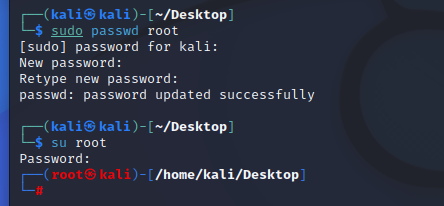 ┌──(kali㉿kali)-[~/Desktop]
└─$ sudo passwd root
[sudo] password for kali:
New password:
Retype new password:
passwd: password updated successfully
┌──(kali㉿kali)-[~/Desktop]
└─$ su root
Password:
┌──(root㉿kali)-[/home/kali/Desktop]
└─#